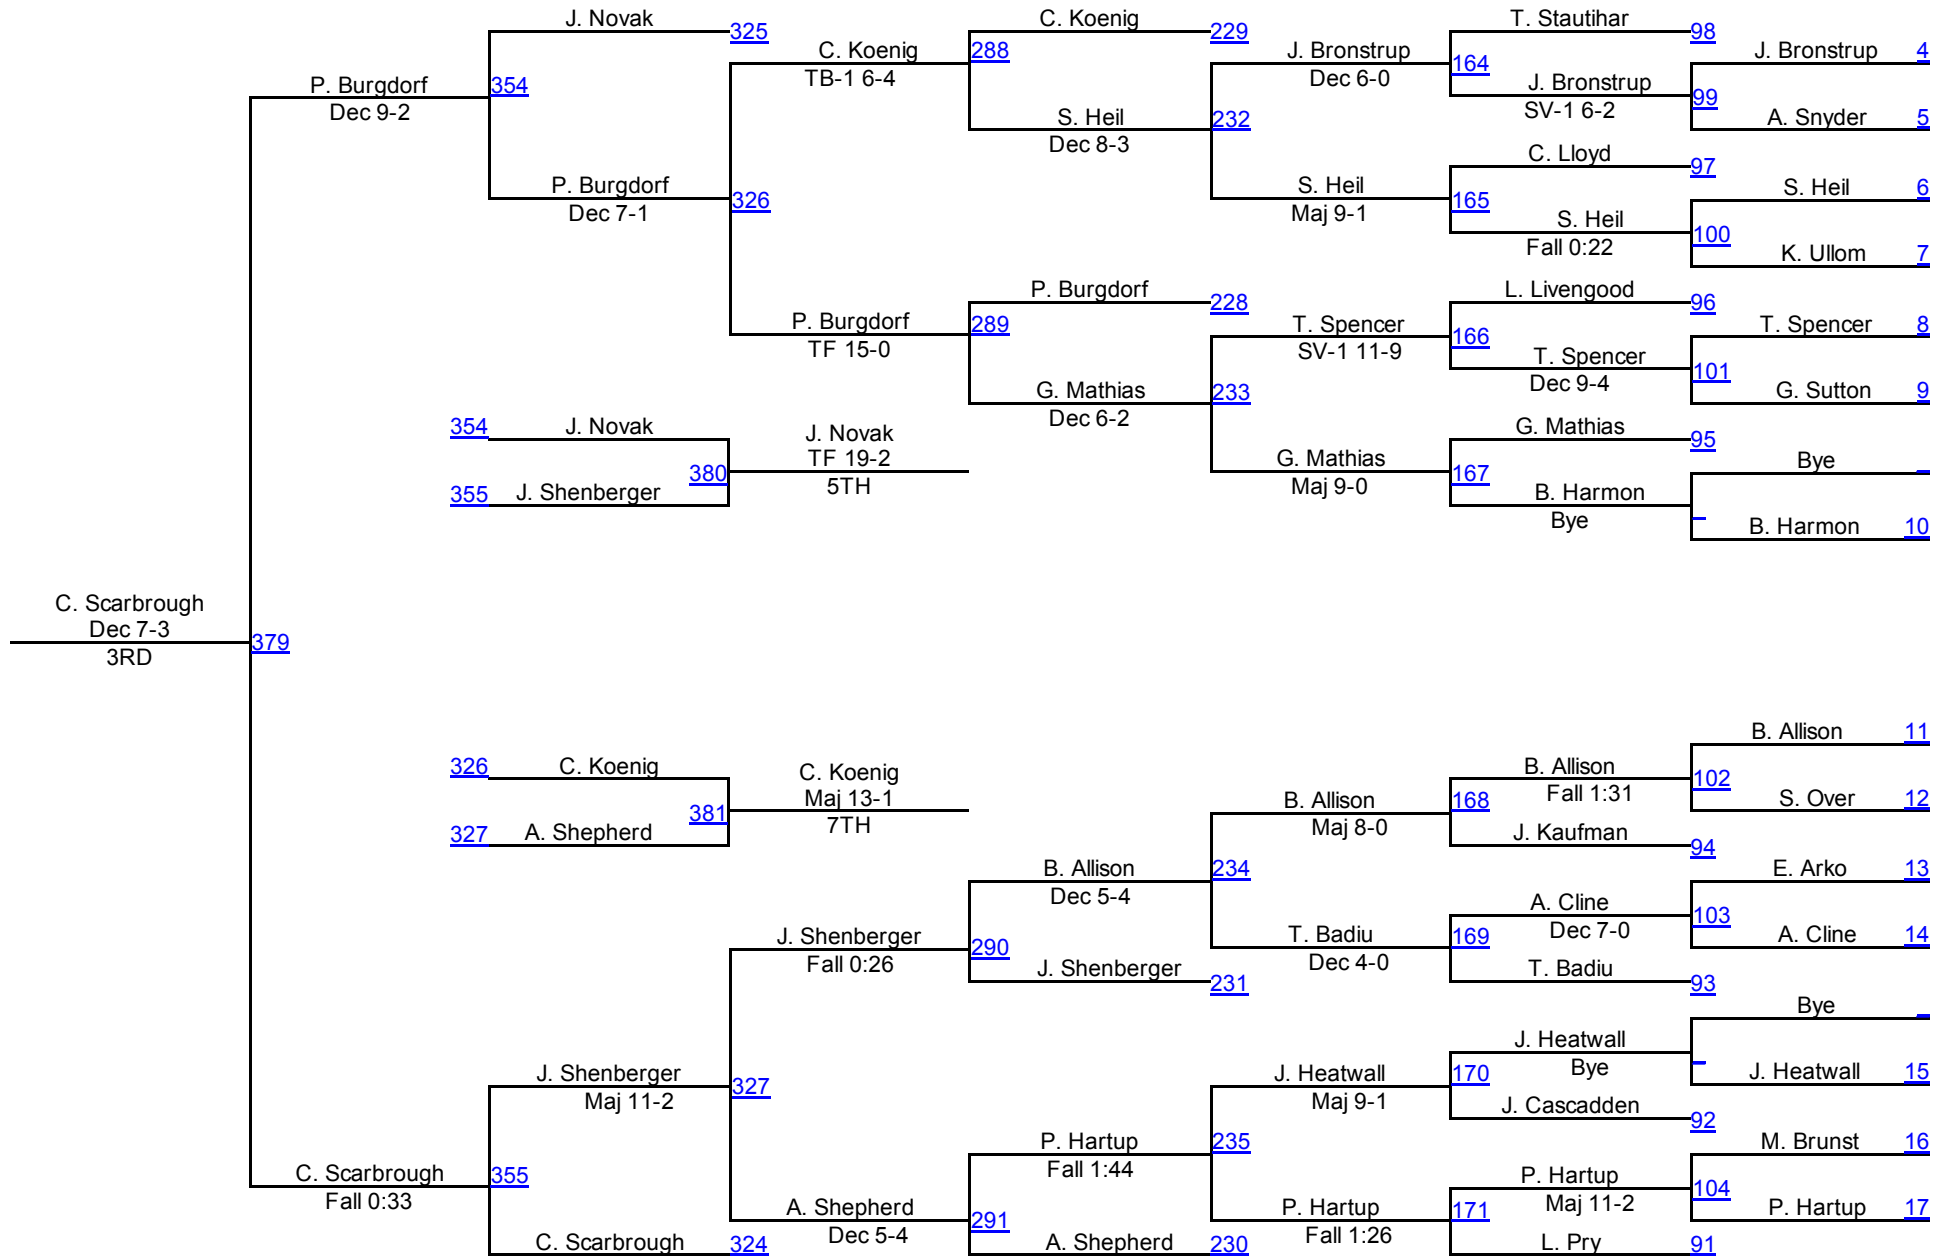 J. Novak
325
P. Burgdorf
Dec 9-2
354
P. Burgdorf
Dec 7-1
C. Koenig
TB-1 6-4
288
326
P. Burgdorf
TF 15-0
289
C. Koenig
229
S. Heil
Dec 8-3
232
P. Burgdorf
228
G. Mathias
Dec 6-2
233
J. Bronstrup
Dec 6-0
164
S. Heil
Maj 9-1
165
T. Spencer
SV-1 11-9
166
G. Mathias
Maj 9-0
167
T. Stautihar
98
J. Bronstrup
SV-1 6-2
99
C. Lloyd
97
S. Heil
Fall 0:22
100
L. Livengood
96
T. Spencer
Dec 9-4
101
G. Mathias
95
B. Harmon
Bye
J. Bronstrup 4
A. Snyder 5
S. Heil 6
K. Ullom 7
T. Spencer 8
G. Sutton 9
Bye
B. Harmon 10
354 J. Novak
355 J. Shenberger
380
J. Novak
TF 19-2
5TH
C. Scarbrough
Dec 7-3
3RD
379
326 C. Koenig
327 A. Shepherd
381
C. Koenig
Maj 13-1
7TH
C. Scarbrough
Fall 0:33
355
J. Shenberger
Maj 11-2
327
C. Scarbrough 324
J. Shenberger
Fall 0:26
290
A. Shepherd
Dec 5-4
291
B. Allison
Dec 5-4
234
J. Shenberger
231
P. Hartup
Fall 1:44
235
A. Shepherd 230
B. Allison
Maj 8-0
168
T. Badiu
Dec 4-0
169
J. Heatwall
Maj 9-1
170
P. Hartup
Fall 1:26
171
B. Allison
Fall 1:31
102
J. Kaufman
94
A. Cline
Dec 7-0
103
T. Badiu
93
J. Heatwall
Bye
J. Cascadden
92
P. Hartup
Maj 11-2
104
L. Pry 91
B. Allison 11
S. Over 12
E. Arko 13
A. Cline 14
Bye
J. Heatwall 15
M. Brunst 16
P. Hartup 17